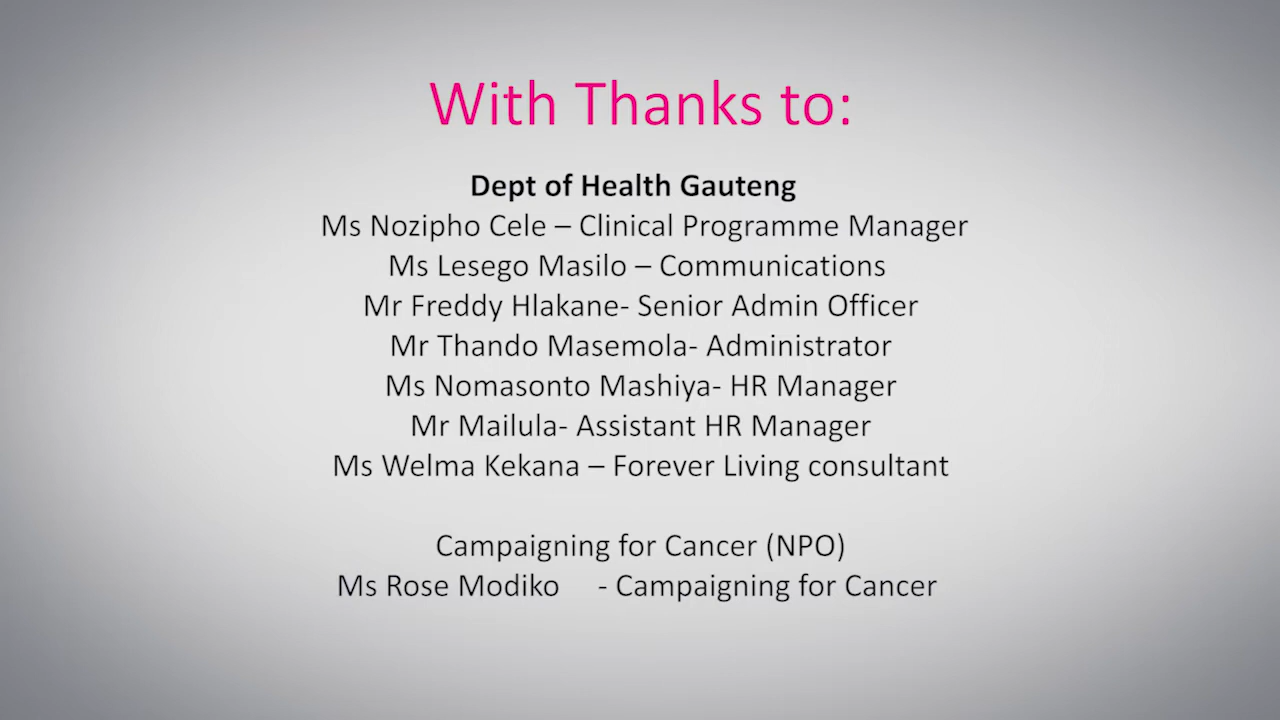 With Thanks to:
Dept of Health Gauteng
Ms Nozipho Cele – Clinical Programme Manager
Ms Lesego Masilo – Communications
Mr Freddy Hlakane- Senior Admin Officer
Mr Thando Masemola- Administrator
Ms Nomasonto Mashiya- HR Manager
Mr Mailula- Assistant HR Manager
Ms Welma Kekana – Forever Living consultant
Campaigning for Cancer (NPO)
Ms Rose Modiko - Campaigning for Cancer